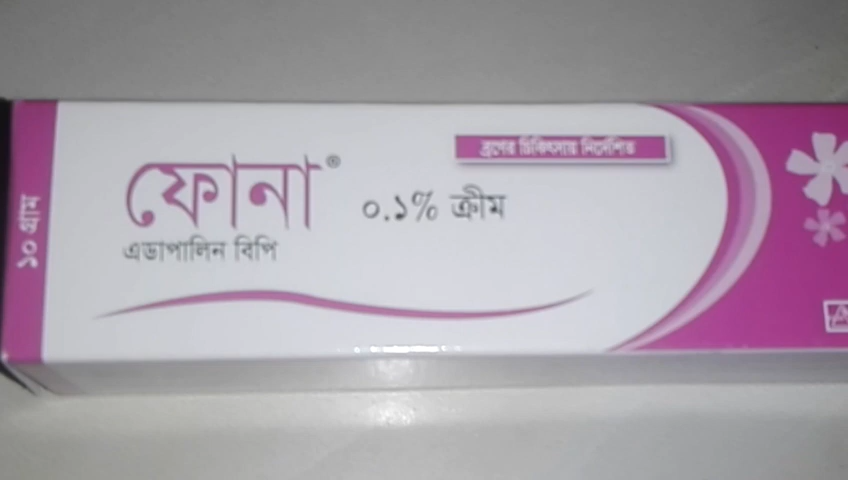 ব্রণের চিকিৎসায় নির্দেশিত
ফোনা®
০.১% ক্রীম
এডাপালিন বিপি
১০ গ্রাম